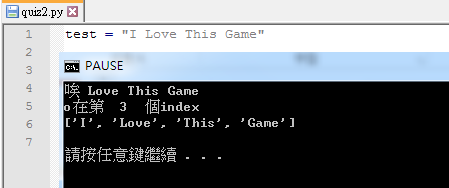 quiz2.py
1 test = "I Love This Game"
2
3 PAUSE
4 唉 Love This Game
5 o在第 3 個index
6 ['I', 'Love', 'This', 'Game']
7
請按任意鍵繼續 . . .